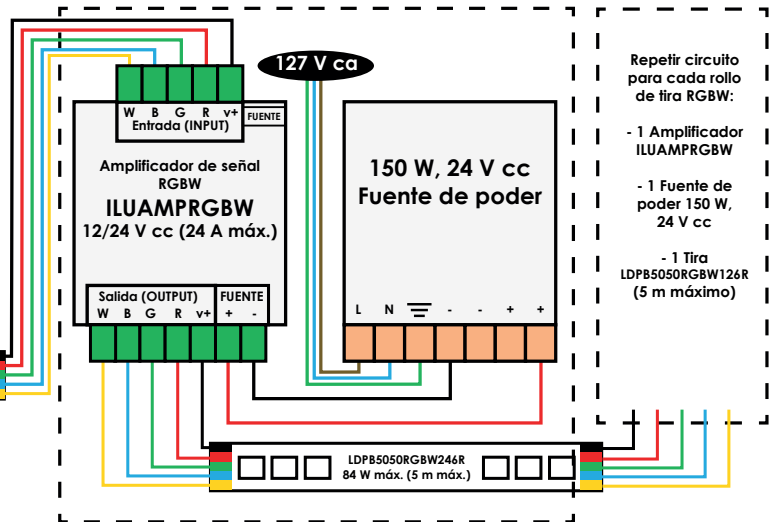 127 V ca
W B G R v+
FUENTE
Entrada (INPUT)
Amplificador de señal
RGBW
ILUAMPRGBW
12/24 V cc (24 A máx.)
Salida (OUTPUT) FUENTE
W B G R v+ + -
150 W, 24 V cc
Fuente de poder
L N - - + +
LDPB5050RGBW246R
84 W máx. (5 m máx.)
Repetir circuito
para cada rollo
de tira RGBW:
- 1 Amplificador
ILUAMPRGBW
- 1 Fuente de
poder 150 W,
24 V cc
- 1 Tira
LDPB5050RGBW126R
(5 m máximo)